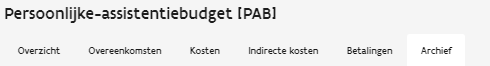 Persoonlijke-assistentiebudget [PAB]
Overzicht Overeenkomsten Kosten Indirecte kosten Betalingen Archief